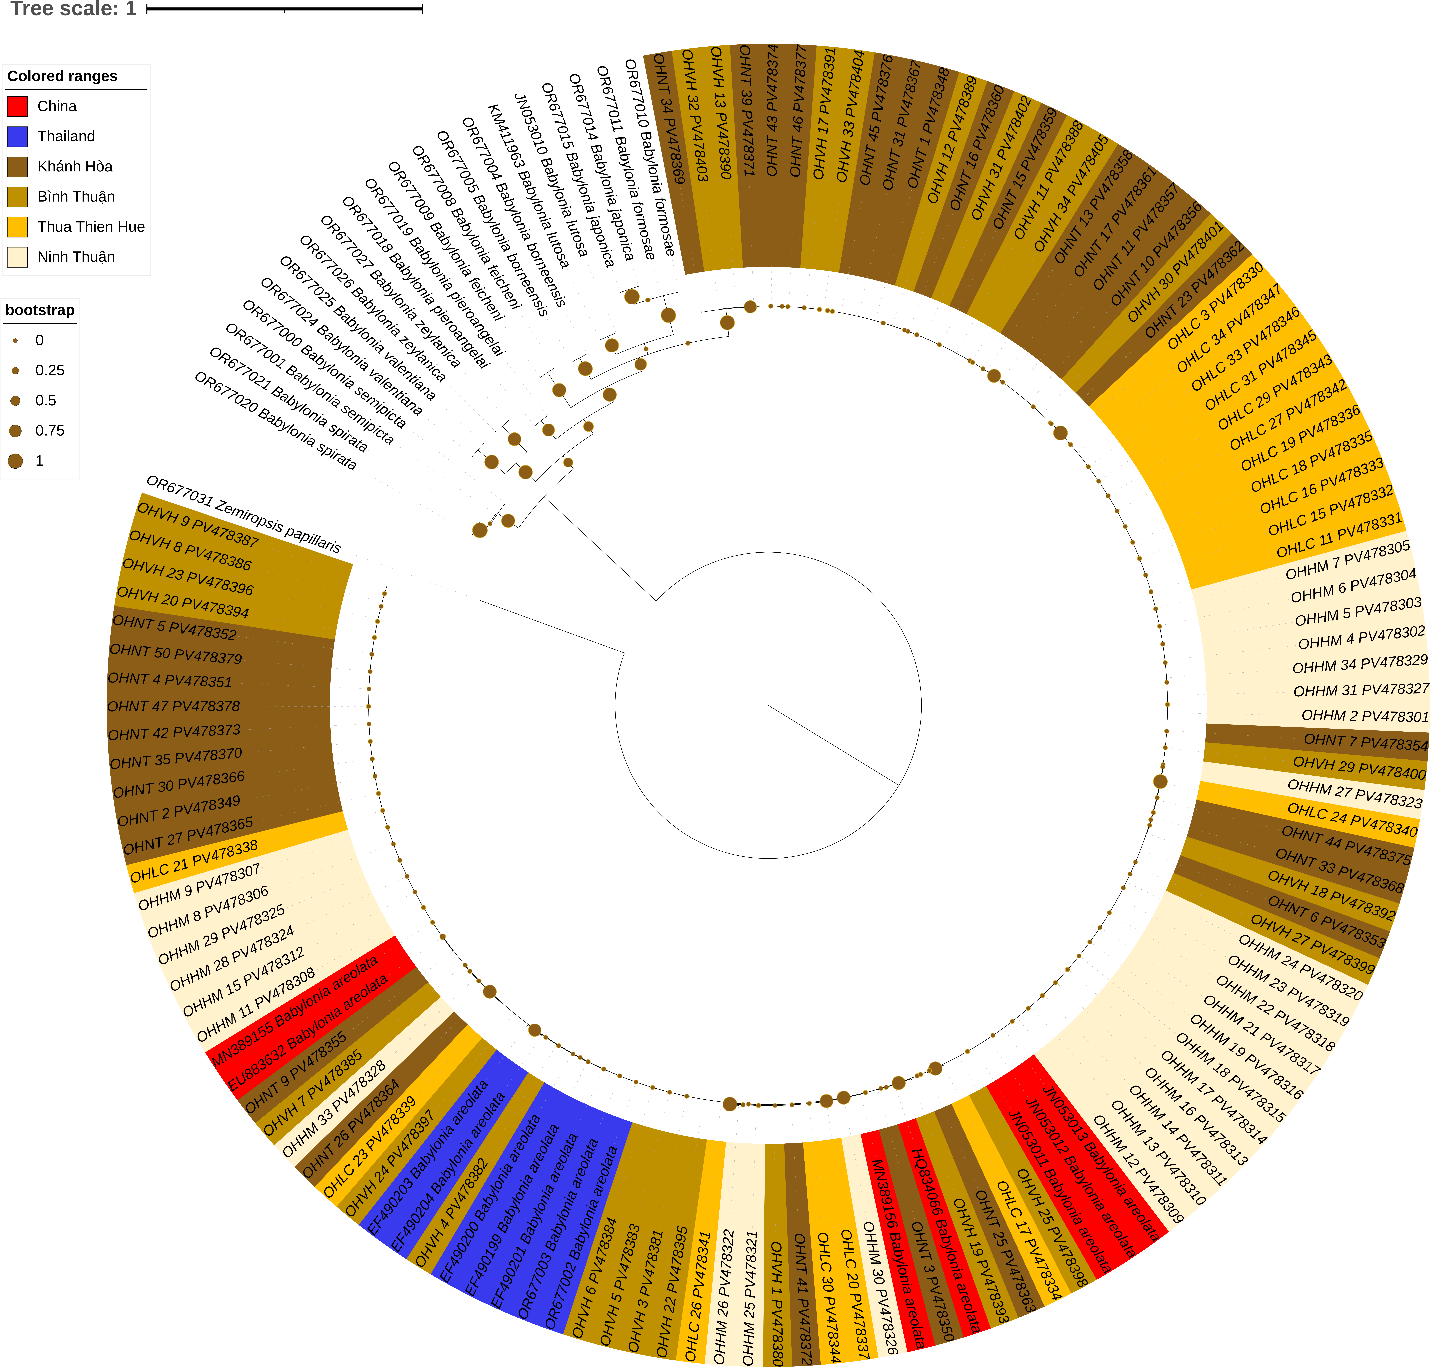 Tree scale: 1
Colored ranges
China
Thailand
Khánh Hòa
Bình Thuận
Thua Thien Hue
Ninh Thuận
bootstrap
0
0.25
0.5
0.75
1
OR677031 Zemiropsis papillaris
OR677020 Babylonia spirata
OR677021 Babylonia spirata
OR677001 Babylonia semipicta
OR677000 Babylonia semipicta
OR677024 Babylonia valentiana
OR677025 Babylonia valentiana
OR677026 Babylonia zeylanica
OR677027 Babylonia zeylanica
OR677018 Babylonia pieroangelai
OR677019 Babylonia pieroangelai
OR677009 Babylonia feicheni
OR677008 Babylonia feicheni
OR677005 Babylonia borneensis
OR677004 Babylonia borneensis
KM411963 Babylonia lutosa
JN053010 Babylonia lutosa
OR677015 Babylonia japonica
OR677014 Babylonia japonica
OR677011 Babylonia formosae
OR677010 Babylonia formosae
OHNT 34 PV478369
OHVH 32 PV478403
OHVH 13 PV478390
OHNT 39 PV478371
OHNT 43 PV478374
OHNT 46 PV478377
OHVH 17 PV478391
OHVH 33 PV478404
OHNT 45 PV478376
OHNT 31 PV478367
OHNT 1 PV478348
OHVH 12 PV478389
OHNT 16 PV478360
OHVH 31 PV478402
OHNT 15 PV478359
OHVH 11 PV478388
OHVH 34 PV478405
OHNT 13 PV478358
OHNT 17 PV478361
OHNT 11 PV478357
OHNT 10 PV478356
OHVH 30 PV478401
OHNT 23 PV478362
OHLC 3 PV478330
OHLC 34 PV478347
OHLC 33 PV478346
OHLC 31 PV478345
OHLC 29 PV478343
OHLC 27 PV478342
OHLC 19 PV478336
OHLC 18 PV478335
OHLC 16 PV478333
OHLC 15 PV478332
OHLC 11 PV478331
OHHM 7 PV478305
OHHM 6 PV478304
OHHM 5 PV478303
OHHM 4 PV478302
OHHM 34 PV478329
OHHM 31 PV478327
OHHM 2 PV478301
OHNT 7 PV478354
OHVH 29 PV478400
OHHM 27 PV478323
OHLC 24 PV478340
OHNT 44 PV478375
OHNT 33 PV478368
OHVH 18 PV478392
OHNT 6 PV478353
OHVH 27 PV478399
OHHM 24 PV478320
OHHM 23 PV478319
OHHM 22 PV478318
OHHM 21 PV478317
OHHM 19 PV478316
OHHM 18 PV478315
OHHM 17 PV478314
OHHM 16 PV478313
OHHM 14 PV478311
OHHM 13 PV478310
OHHM 12 PV478309
JN053013 Babylonia areolata
JN053012 Babylonia areolata
JN053011 Babylonia areolata
OHVH 25 PV478398
OHLC 17 PV478334
OHNT 25 PV478363
OHVH 19 PV478393
HQ834066 Babylonia areolata
OHNT 3 PV478350
MN389156 Babylonia areolata
OHHM 30 PV478326
OHLC 20 PV478337
OHLC 30 PV478344
OHNT 41 PV478372
OHVH 1 PV478380
OHHM 25 PV478321
OHHM 26 PV478322
OHLC 26 PV478341
OHVH 22 PV478395
OHVH 3 PV478381
OHVH 5 PV478383
OHVH 6 PV478384
OR677002 Babylonia areolata
OR677003 Babylonia areolata
EF490201 Babylonia areolata
EF490199 Babylonia areolata
EF490200 Babylonia areolata
OHVH 4 PV478382
EF490204 Babylonia areolata
EF490203 Babylonia areolata
OHVH 24 PV478397
OHLC 23 PV478339
OHNT 26 PV478364
OHHM 33 PV478328
OHVH 7 PV478385
OHNT 9 PV478355
EU883632 Babylonia areolata
MN389155 Babylonia areolata
OHHM 11 PV478308
OHHM 15 PV478312
OHHM 28 PV478324
OHHM 29 PV478325
OHHM 8 PV478306
OHHM 9 PV478307
OHLC 21 PV478338
OHNT 27 PV478365
OHNT 2 PV478349
OHNT 30 PV478366
OHNT 35 PV478370
OHNT 42 PV478373
OHNT 47 PV478378
OHNT 4 PV478351
OHNT 50 PV478379
OHNT 5 PV478352
OHVH 20 PV478394
OHVH 23 PV478396
OHVH 8 PV478386
OHVH 9 PV478387